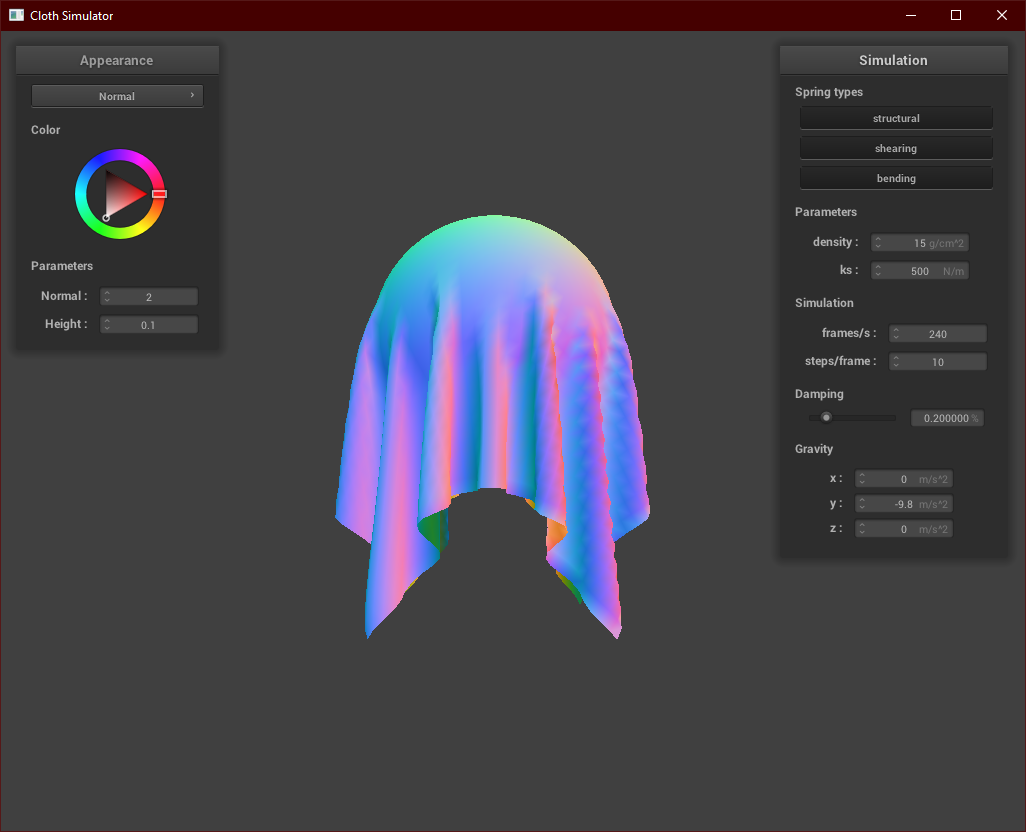 Cloth Simulator
Appearance
Normal
Color
Parameters
Normal : 2
Height : 0.1
Simulation
Spring types
structural
shearing
bending
Parameters
density : 15 g/cm^2
ks : 500 N/m
Simulation
frames/s : 240
steps/frame : 10
Damping
0.200000 %
Gravity
x : 0 m/s^2
y : -9.8 m/s^2
z : 0 m/s^2